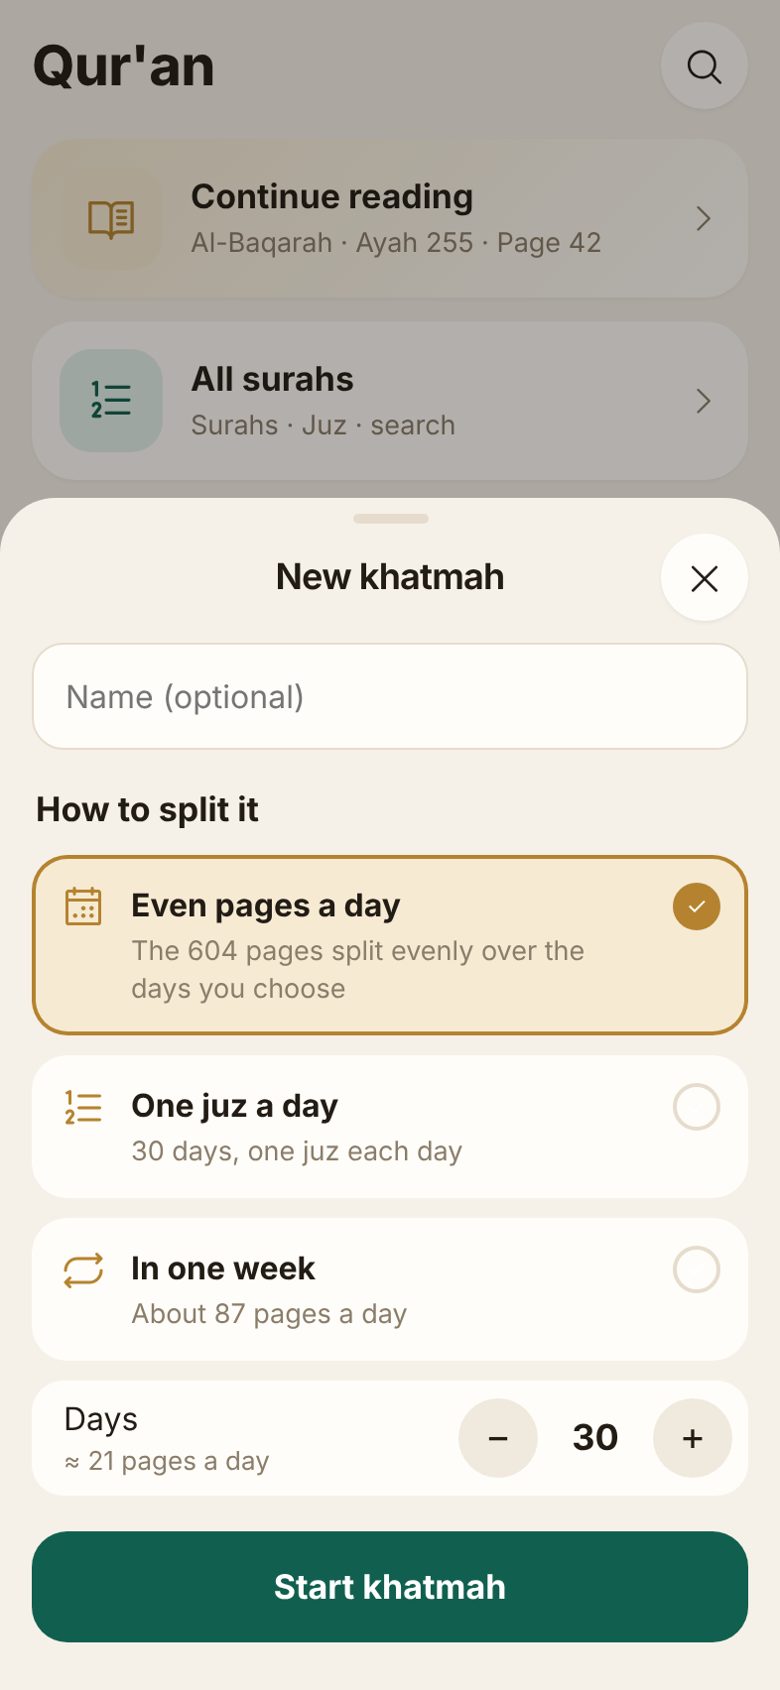 Qur'an
Continue reading
Al-Baqarah · Ayah 255 · Page 42
All surahs
Surahs · Juz · search
New khatmah
Name (optional)
How to split it
Even pages a day
The 604 pages split evenly over the
days you choose
One juz a day
30 days, one juz each day
In one week
About 87 pages a day
Days
≈ 21 pages a day
− 30 +
Start khatmah